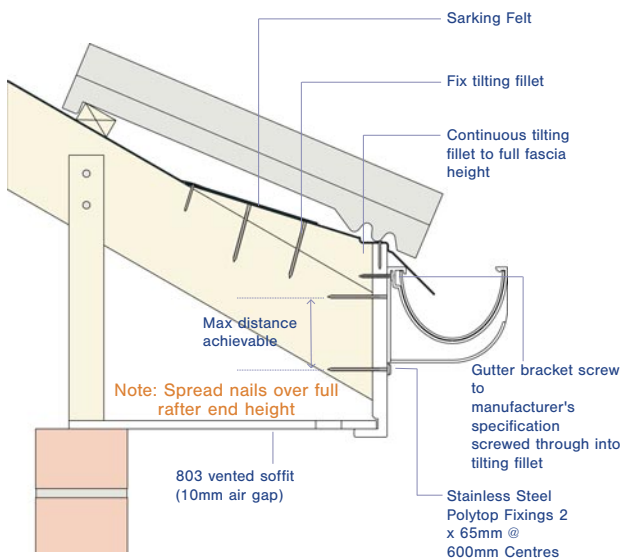 Sarking Felt
Fix tilting fillet
Continuous tilting
fillet to full fascia
height
Max distance
achievable
Note: Spread nails over full
rafter end height
Gutter bracket screw
to
manufacturer's
specification
screwed through into
tilting fillet
803 vented soffit
(10mm air gap)
Stainless Steel
Polytop Fixings 2
x 65mm @
600mm Centres